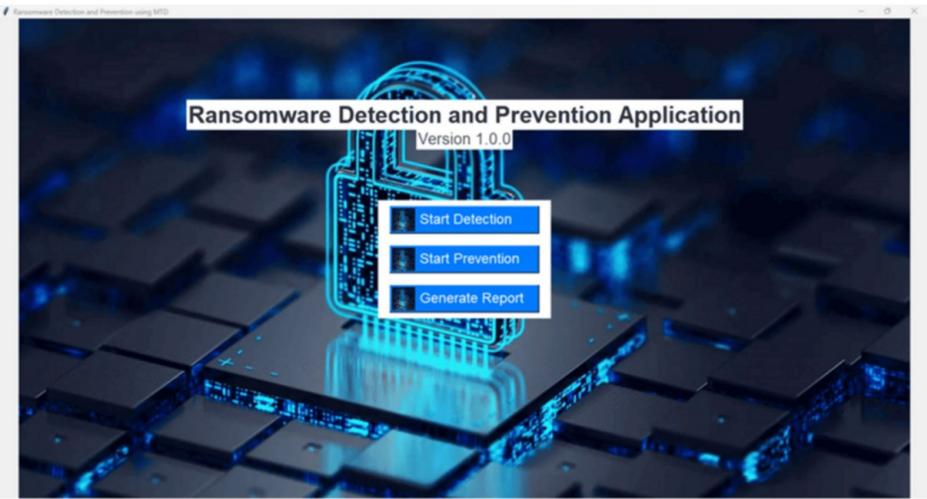 Ransomware Detection and Prevention using MTD
Ransomware Detection and Prevention Application
Version 1.0.0
Start Detection
Start Prevention
Generate Report